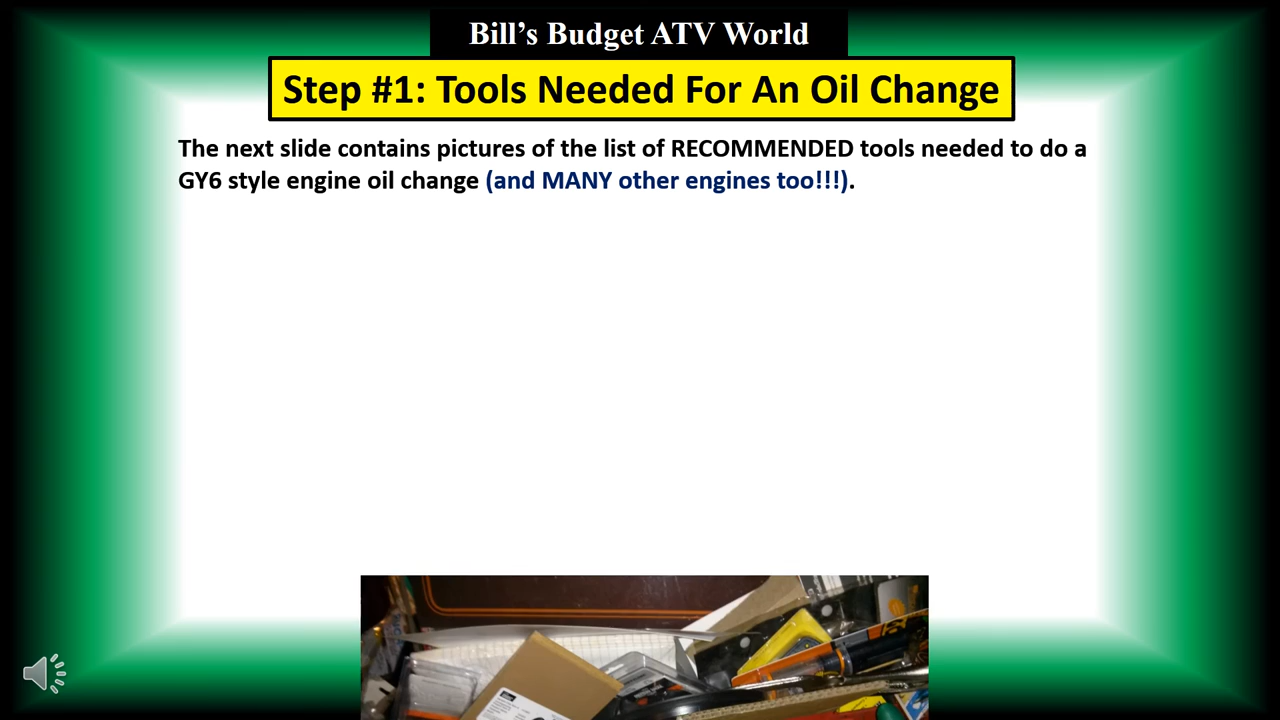 Bill’s Budget ATV World
Step #1: Tools Needed For An Oil Change
The next slide contains pictures of the list of RECOMMENDED tools needed to do a
GY6 style engine oil change (and MANY other engines too!!!).